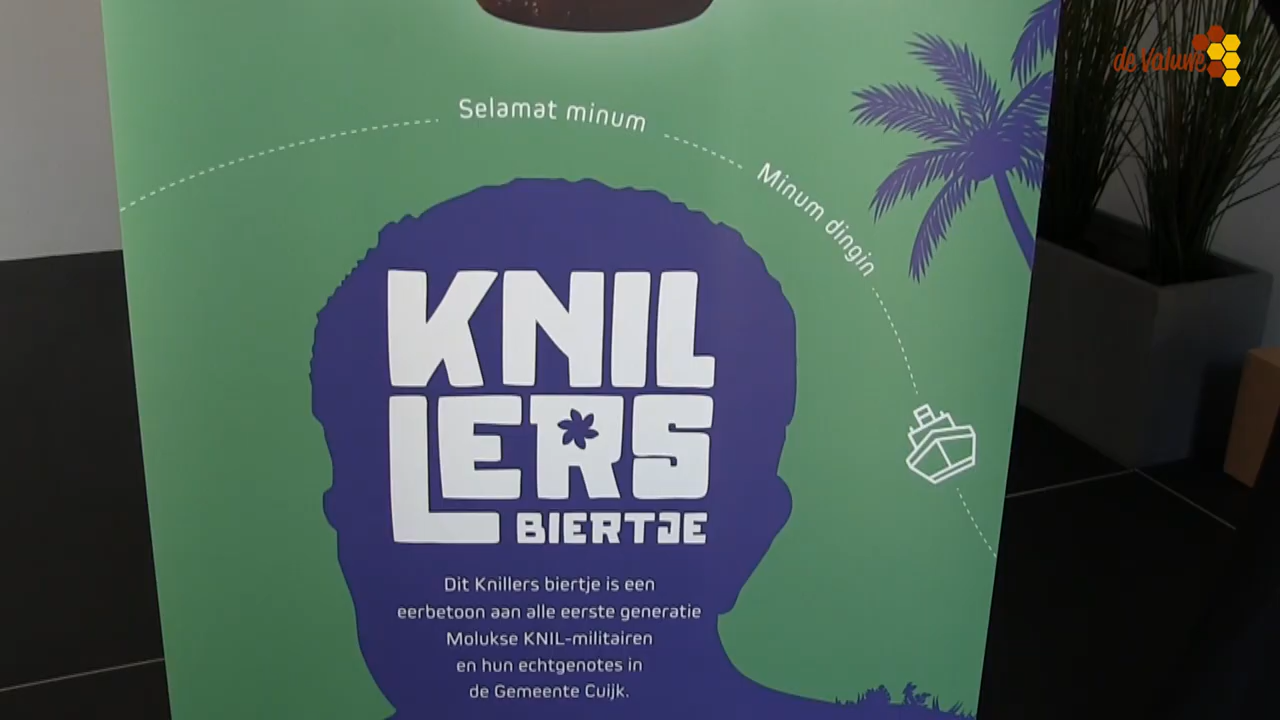 de Valuwe
Selamat minum
Minum dingin
KNIL
LERS
BIERTJE
Dit Knillers biertje is een
eerbetoon aan alle eerste generatie
Molukse KNIL-militairen
en hun echtgenotes in
de Gemeente Cuijk.